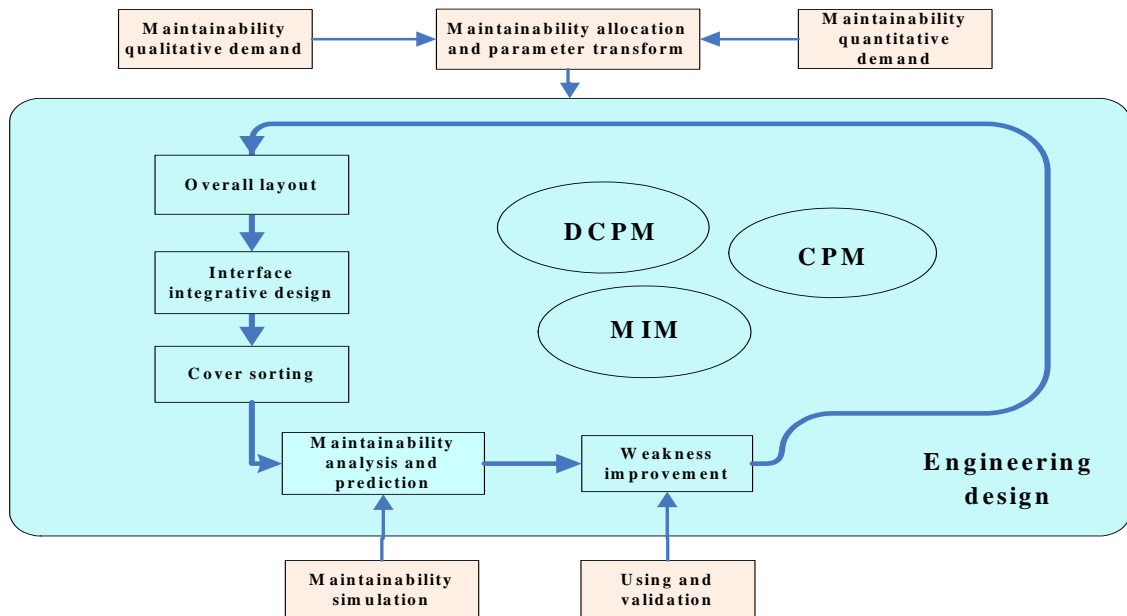 Maintainability
qualitative demand
Maintainability allocation
and parameter transform
Maintainability
quantitative
demand
Overall layout
Interface
integrative design
Cover sorting
DCPM
CPM
MIM
Maintainability
analysis and
prediction
Weakness
improvement
Engineering
design
Maintainability
simulation
Using and
validation